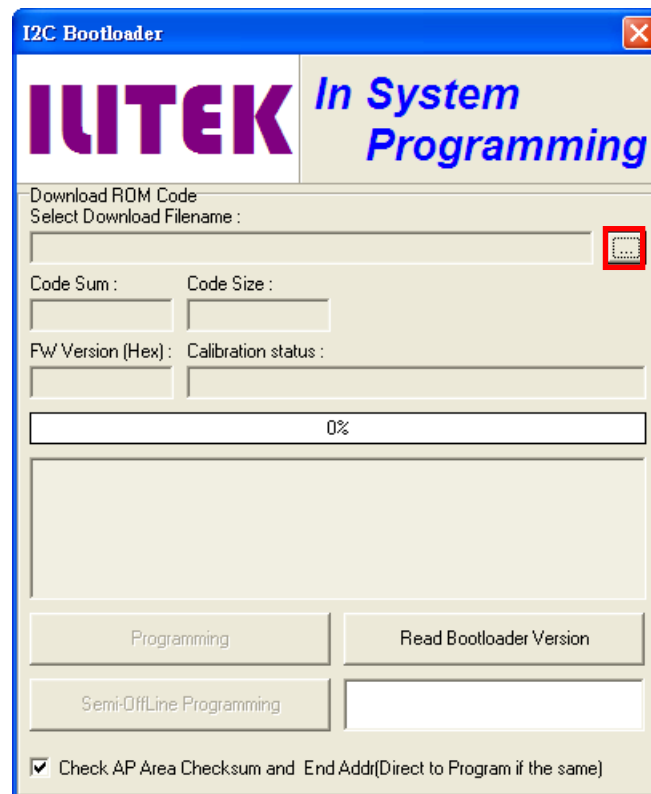 I2C Bootloader
ILITEK
In System
Programming
Download ROM Code
Select Download Filename :
...
Code Sum :
Code Size :
FW Version (Hex) :
Calibration status :
0%
Programming
Read Bootloader Version
Semi-OffLine Programming
Check AP Area Checksum and End Addr(Direct to Program if the same)